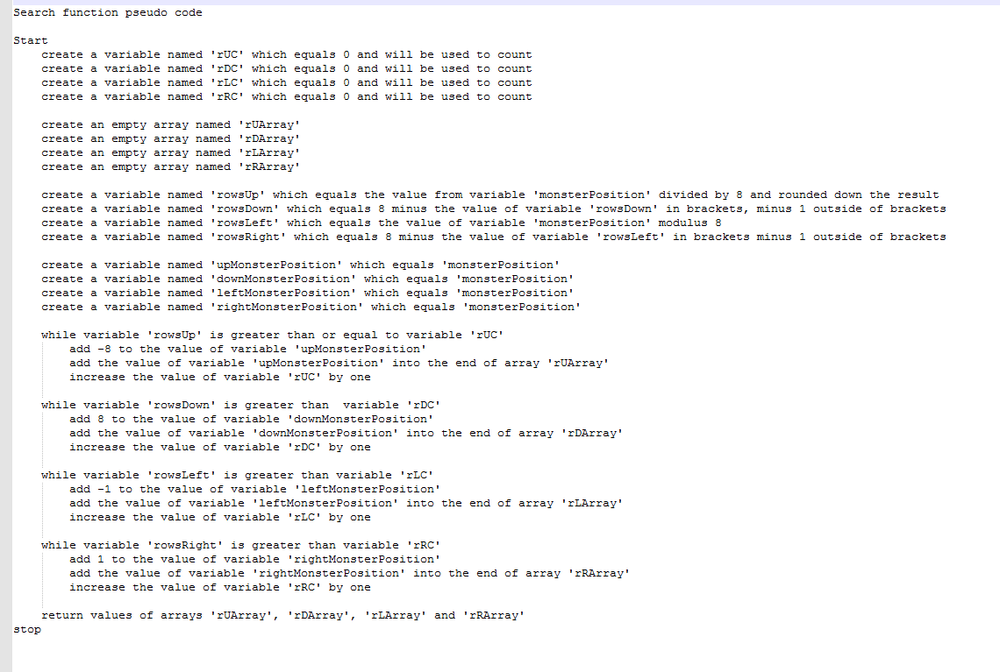 Search function pseudo code
Start
create a variable named 'rUC' which equals 0 and will be used to count
create a variable named 'rDC' which equals 0 and will be used to count
create a variable named 'rLC' which equals 0 and will be used to count
create a variable named 'rRC' which equals 0 and will be used to count
create an empty array named 'rUArray'
create an empty array named 'rDArray'
create an empty array named 'rLArray'
create an empty array named 'rRArray'
create a variable named 'rowsUp' which equals the value from variable 'monsterPosition' divided by 8 and rounded down the result
create a variable named 'rowsDown' which equals 8 minus the value of variable 'rowsDown' in brackets, minus 1 outside of brackets
create a variable named 'rowsLeft' which equals the value of variable 'monsterPosition' modulus 8
create a variable named 'rowsRight' which equals 8 minus the value of variable 'rowsLeft' in brackets minus 1 outside of brackets
create a variable named 'upMonsterPosition' which equals 'monsterPosition'
create a variable named 'downMonsterPosition' which equals 'monsterPosition'
create a variable named 'leftMonsterPosition' which equals 'monsterPosition'
create a variable named 'rightMonsterPosition' which equals 'monsterPosition'
while variable 'rowsUp' is greater than or equal to variable 'rUC'
add -8 to the value of variable 'upMonsterPosition'
add the value of variable 'upMonsterPosition' into the end of array 'rUArray'
increase the value of variable 'rUC' by one
while variable 'rowsDown' is greater than  variable 'rDC'
add 8 to the value of variable 'downMonsterPosition'
add the value of variable 'downMonsterPosition' into the end of array 'rDArray'
increase the value of variable 'rDC' by one
while variable 'rowsLeft' is greater than variable 'rLC'
add -1 to the value of variable 'leftMonsterPosition'
add the value of variable 'leftMonsterPosition' into the end of array 'rLArray'
increase the value of variable 'rLC' by one
while variable 'rowsRight' is greater than variable 'rRC'
add 1 to the value of variable 'rightMonsterPosition'
add the value of variable 'rightMonsterPosition' into the end of array 'rRArray'
increase the value of variable 'rRC' by one
return values of arrays 'rUArray', 'rDArray', 'rLArray' and 'rRArray'
stop